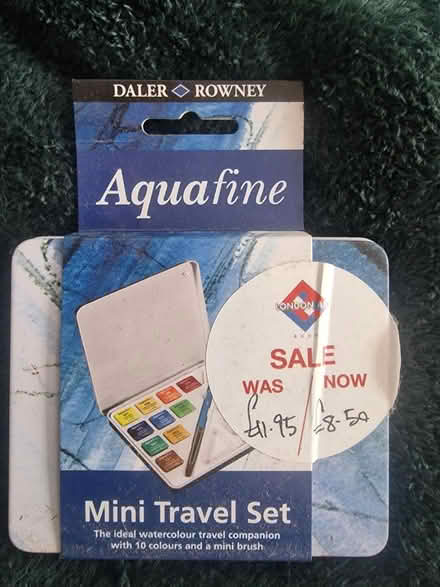 DALER ROWNEY
Aquafine
LONDON
SALE
WAS NOW
£11.95 £8.50
Mini Travel Set
The ideal watercolour travel companion
with 10 colours and a mini brush